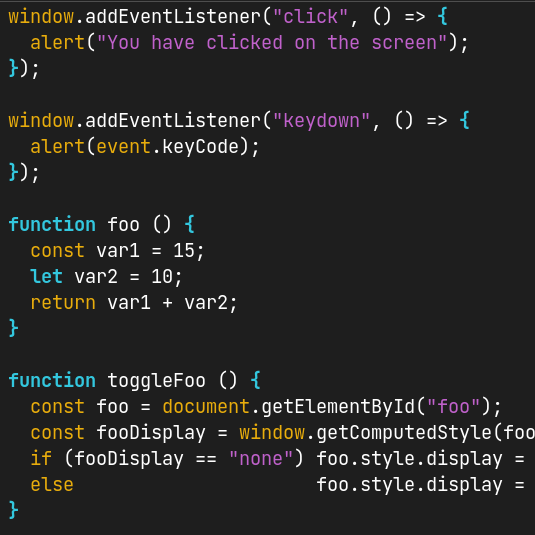 window.addEventListener("click", () => {
  alert("You have clicked on the screen");
});

window.addEventListener("keydown", () => {
  alert(event.keyCode);
});

function foo () {
  const var1 = 15;
  let var2 = 10;
  return var1 + var2;
}

function toggleFoo () {
  const foo = document.getElementById("foo");
  const fooDisplay = window.getComputedStyle(foo
  if (fooDisplay == "none") foo.style.display =
  else                      foo.style.display =
}